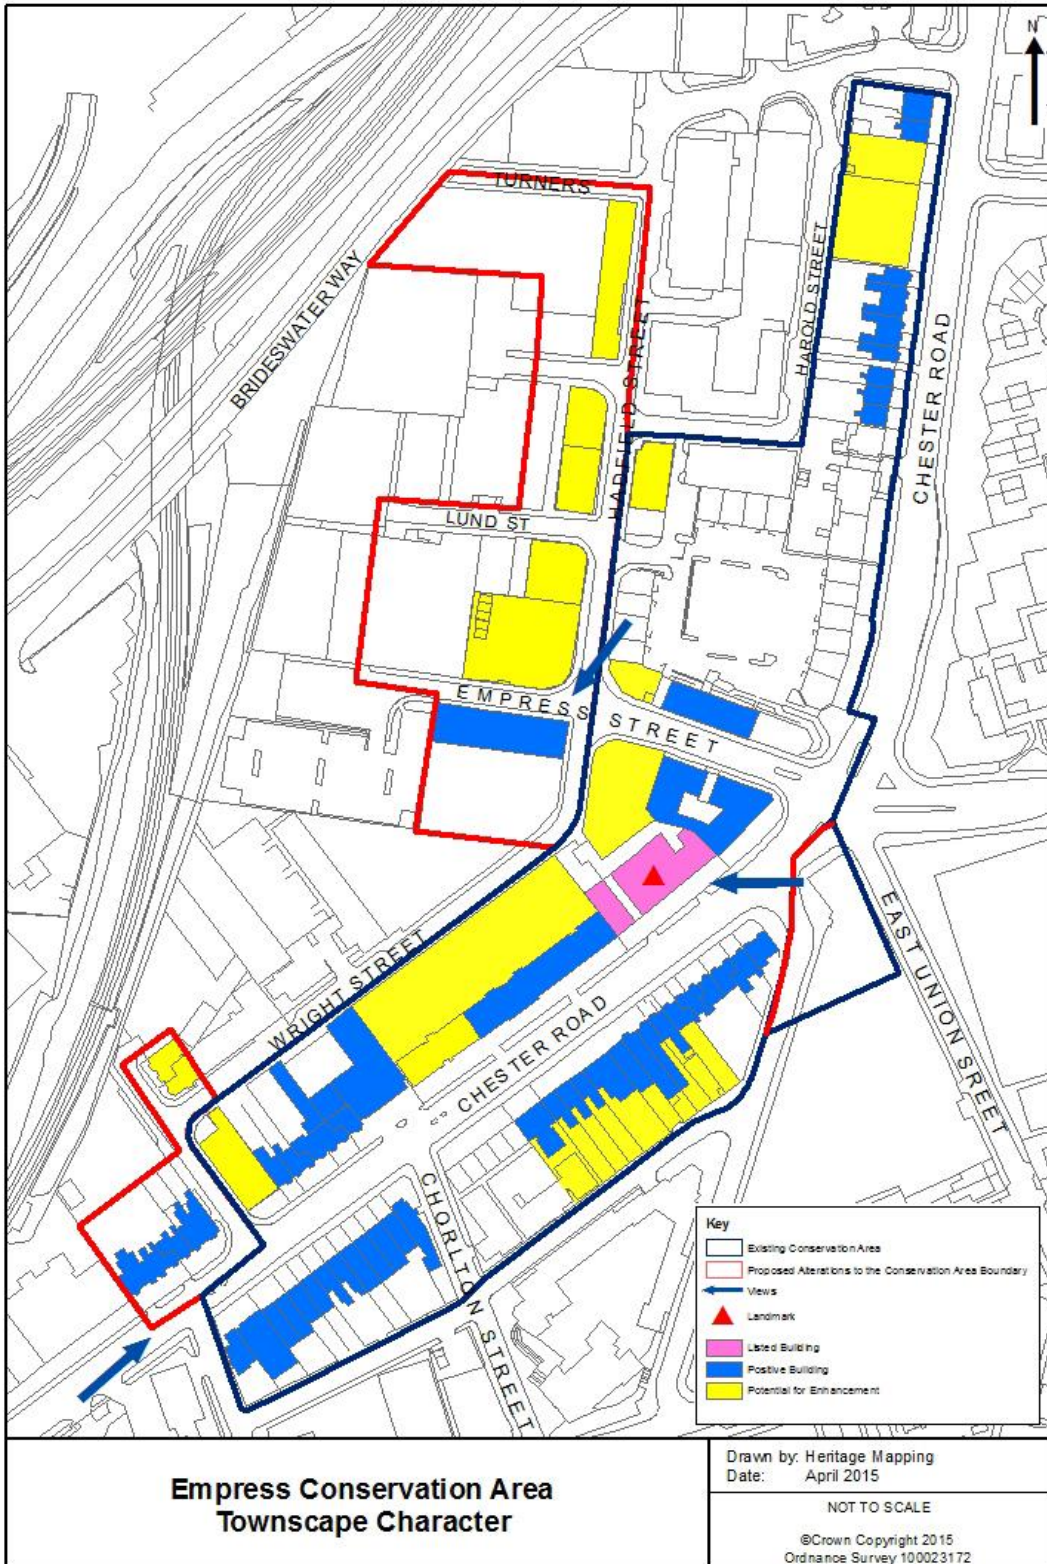 N
TURNERS
BRIDESWATER WAY
HADFIELD STREET
HAROLD STREET
CHESTER ROAD
LUND ST
EMPRESS STREET
EAST UNION SREET
WRIGHT STREET
CHESTER ROAD
CHORLTON STREET
Key
Existing Conservation Area
Proposed Alterations to the Conservation Area Boundary
Views
Landmark
Listed Building
Positive Building
Potential for Enhancement
Empress Conservation Area
Townscape Character
Drawn by: Heritage Mapping
Date: April 2015
NOT TO SCALE
©Crown Copyright 2015
Ordnance Survey 100023172